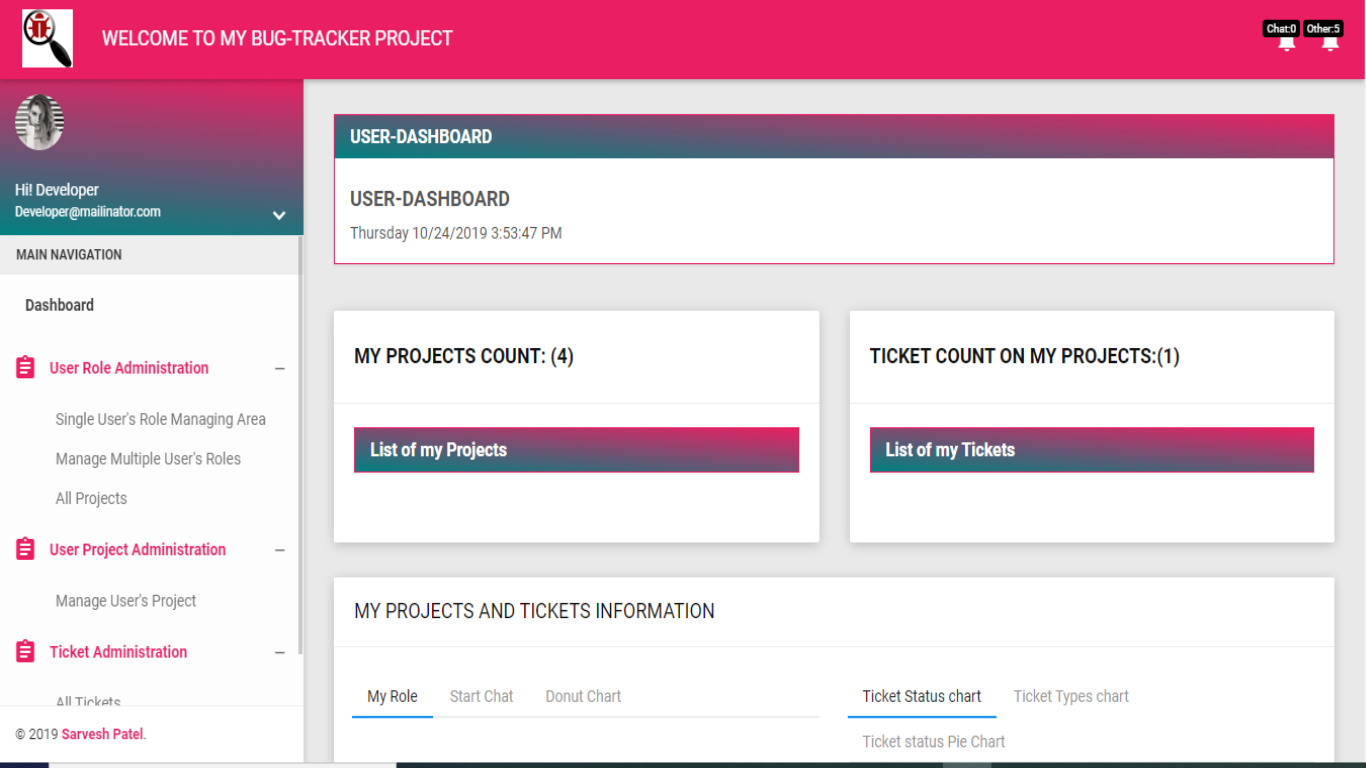 WELCOME TO MY BUG-TRACKER PROJECT
Chat:0 Other:5
Hi! Developer
Developer@mailinator.com
MAIN NAVIGATION
Dashboard
User Role Administration
Single User's Role Managing Area
Manage Multiple User's Roles
All Projects
User Project Administration
Manage User's Project
Ticket Administration
All Tickets
© 2019 Sarvesh Patel.
USER-DASHBOARD
USER-DASHBOARD
Thursday 10/24/2019 3:53:47 PM
MY PROJECTS COUNT: (4)
List of my Projects
TICKET COUNT ON MY PROJECTS:(1)
List of my Tickets
MY PROJECTS AND TICKETS INFORMATION
My Role Start Chat Donut Chart
Ticket Status chart Ticket Types chart
Ticket status Pie Chart